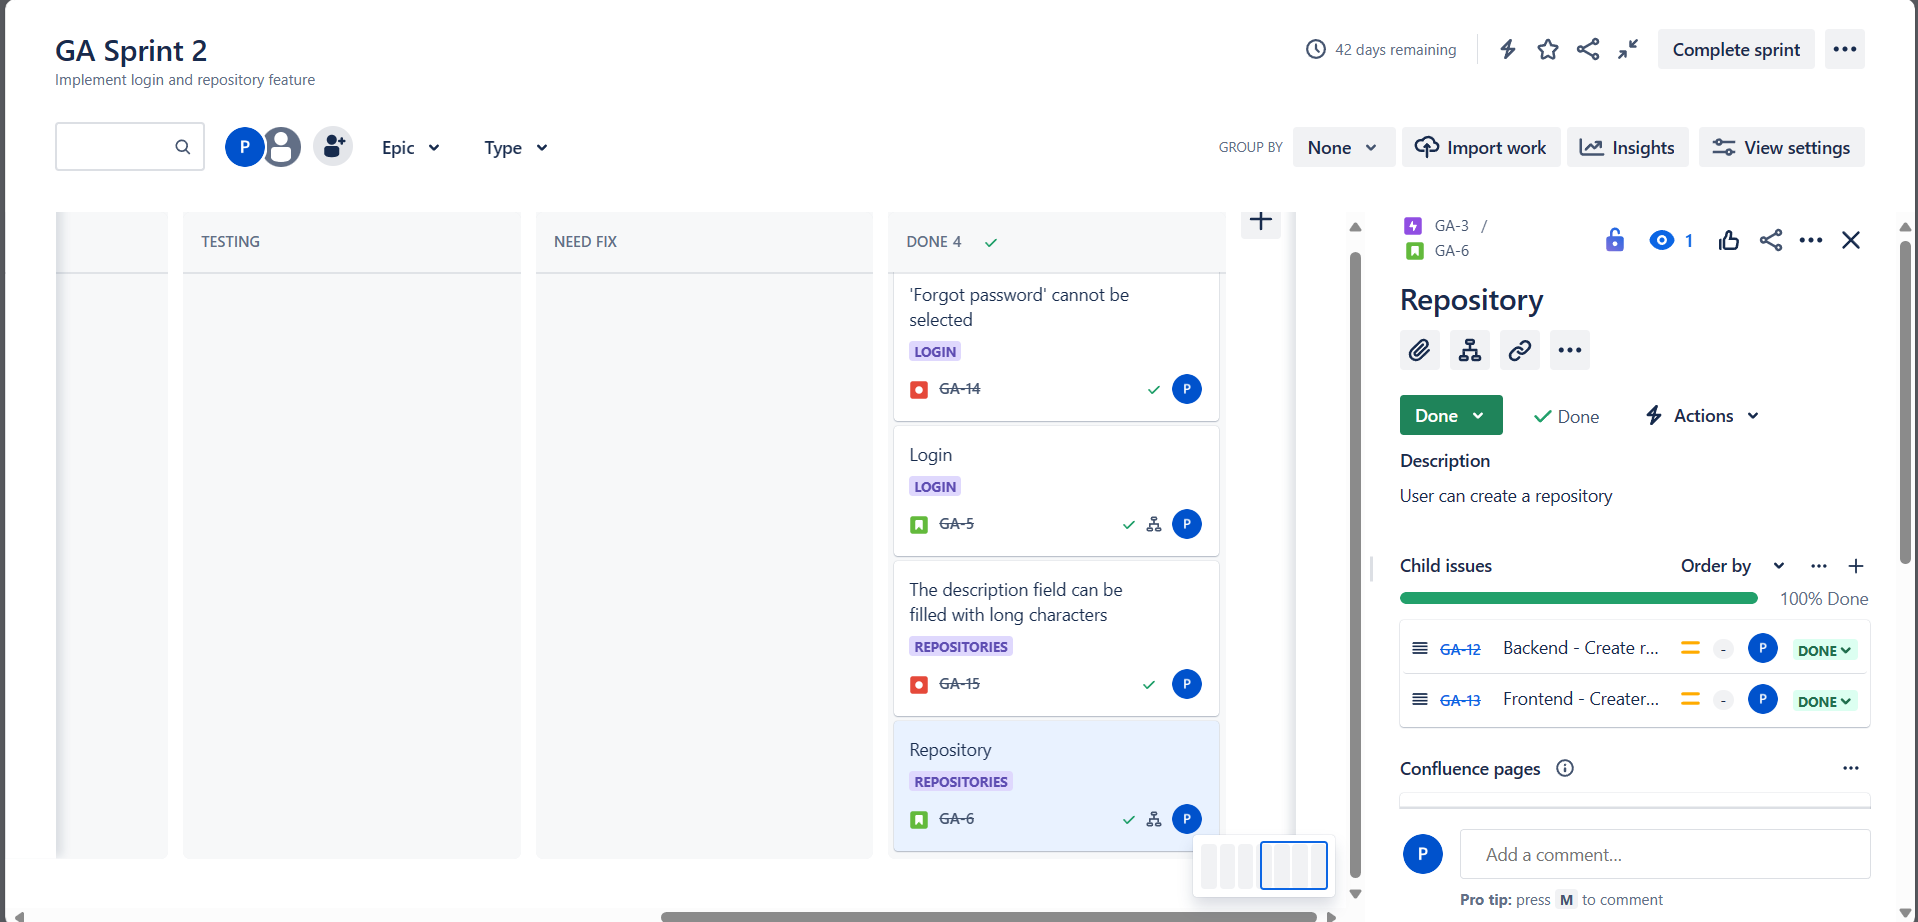 GA Sprint 2
Implement login and repository feature
42 days remaining
Complete sprint
P
Epic
Type
GROUP BY
None
Import work
Insights
View settings
TESTING
NEED FIX
DONE 4
'Forgot password' cannot be
selected
LOGIN
GA-14
P
Login
LOGIN
GA-5
P
The description field can be
filled with long characters
REPOSITORIES
GA-15
P
Repository
REPOSITORIES
GA-6
P
GA-3 /
GA-6
1
Repository
Done
Done
Actions
Description
User can create a repository
Child issues
Order by
100% Done
GA-12 Backend - Create r... - P DONE
GA-13 Frontend - Creater... - P DONE
Confluence pages
P
Add a comment...
Pro tip: press M to comment